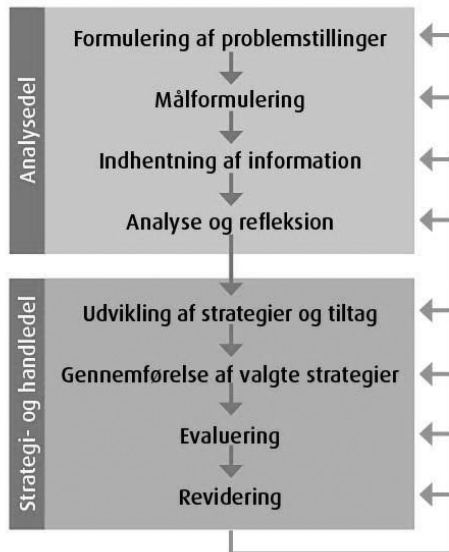 Analysedel
Formulering af problemstillinger
Målformulering
Indhentning af information
Analyse og refleksion
Strategi- og handledel
Udvikling af strategier og tiltag
Gennemførelse af valgte strategier
Evaluering
Revidering